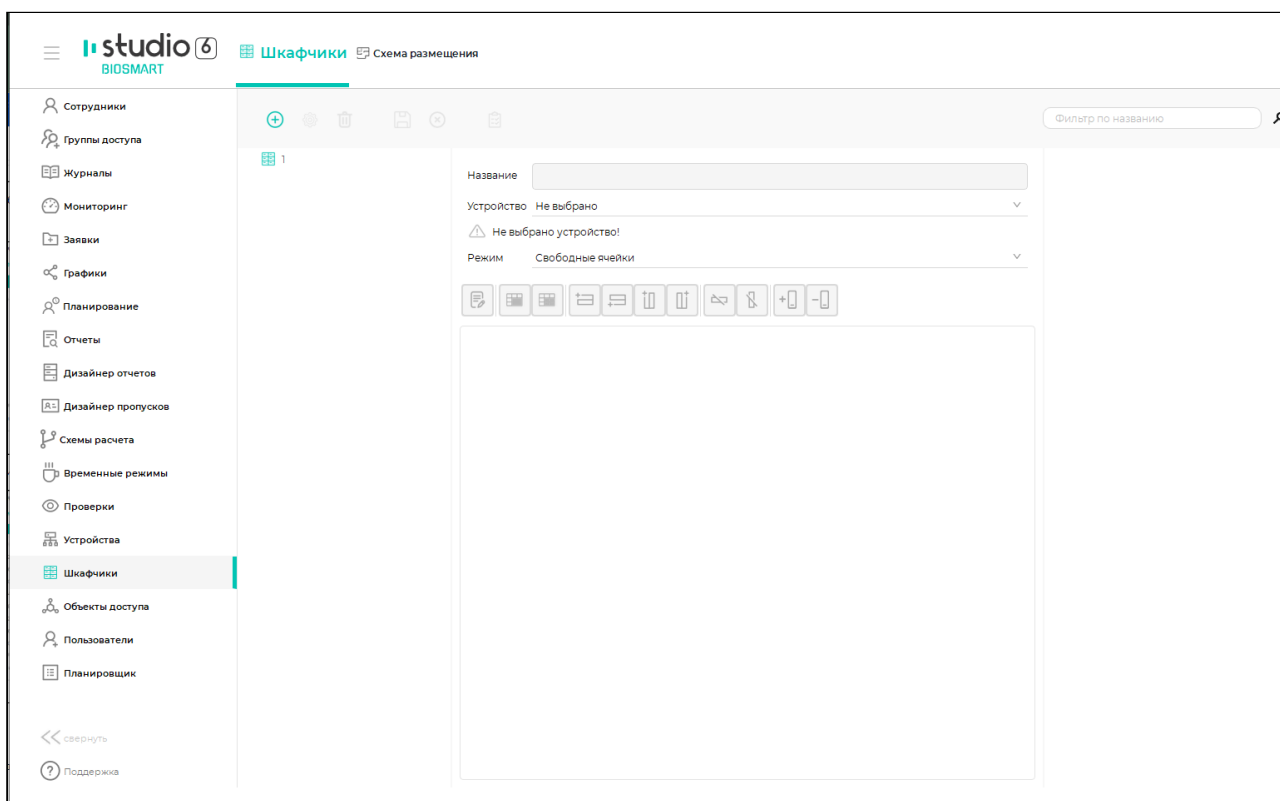 studio 6
BIOSMART
Шкафчики
Схема размещения
Сотрудники
Группы доступа
Журналы
Мониторинг
Заявки
Графики
Планирование
Отчеты
Дизайнер отчетов
Дизайнер пропусков
Схемы расчета
Временные режимы
Проверки
Устройства
Шкафчики
Объекты доступа
Пользователи
Планировщик
свернуть
Поддержка
Фильтр по названию
1
Название
Устройство Не выбрано
Не выбрано устройство!
Режим Свободные ячейки